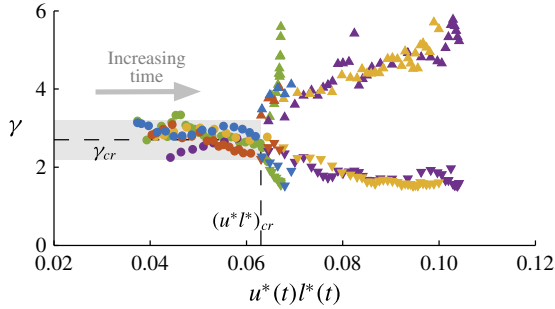 6
Increasing
time
4
γ
γcr
2
(u*l*)cr
0
0.02 0.04 0.06 0.08 0.10 0.12
u*(t)l*(t)